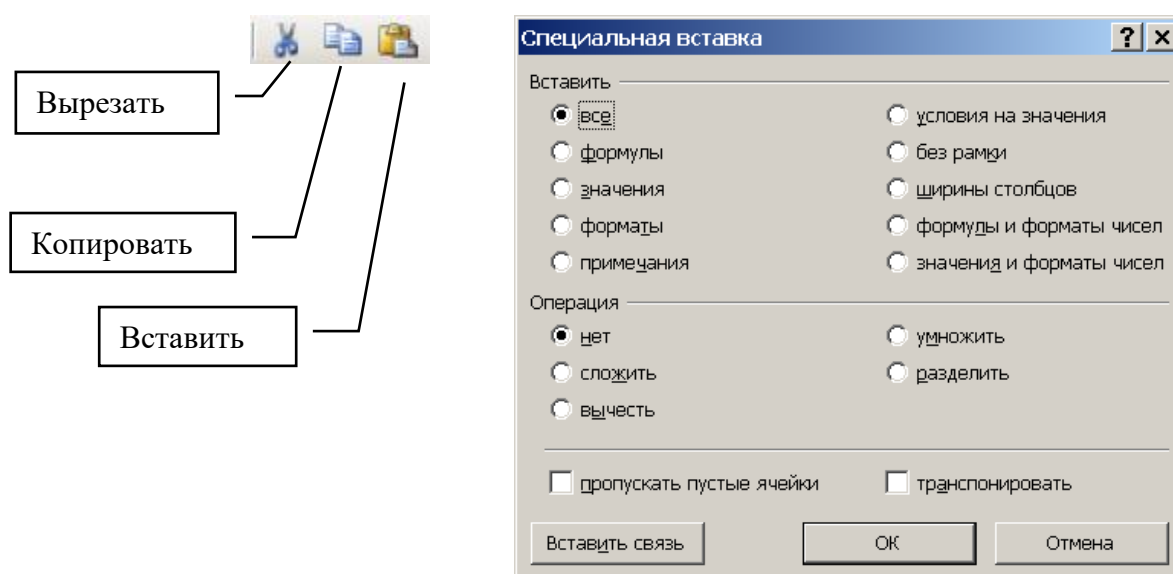 Вырезать
Копировать
Вставить
Специальная вставка
Вставить
все
условия на значения
формулы
без рамки
значения
ширины столбцов
форматы
формулы и форматы чисел
примечания
значения и форматы чисел
Операция
нет
умножить
сложить
разделить
вычесть
пропускать пустые ячейки
транспонировать
Вставить связь
ОК
Отмена